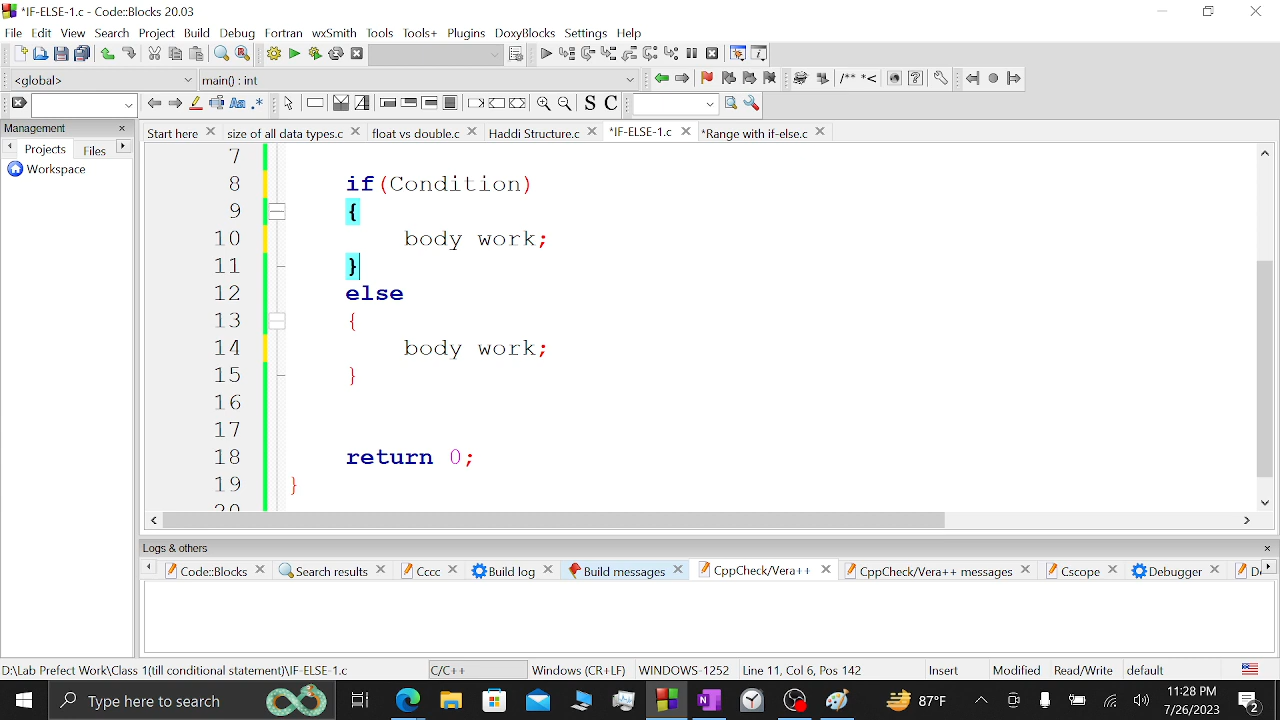 *IF-ELSE-1.c - Code::Blocks 20.03
File Edit View Search Project Build Debug Fortran wxSmith Tools Tools+ Plugins DoxyBlocks Settings Help
<global> main() : int
/** *<
Aa .* S C
Management
Start here size of all data types.c float vs double.c Haddi Structure.c *IF-ELSE-1.c *Range with if-else.c
Projects Files
Workspace
7
8 if(Condition)
9 {
10 body work;
11 }
12 else
13 {
14 body work;
15 }
16
17
18 return 0;
19 }
20
Logs & others
Code::Blocks Search results Cccc Build log Build messages CppCheck/Vera++ CppCheck/Vera++ messages Cscope Debugger
D:\Lab Prefect Work\Class 1(till conditional statement)\IF-ELSE-1.c C/C++ Windows (CR+LF) WINDOWS-1252 Line 11, Col 6, Pos 142 Insert Modified Read/Write default
Type here to search 87°F 11:28 PM
7/26/2023 2